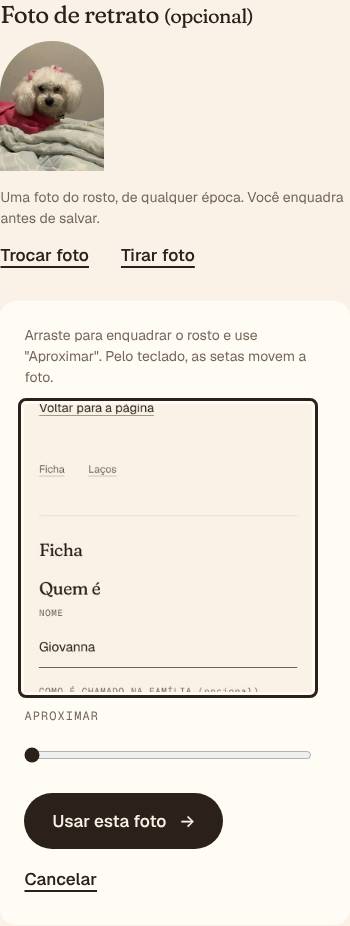 Foto de retrato (opcional)
Uma foto do rosto, de qualquer época. Você enquadra
antes de salvar.
Trocar foto Tirar foto
Arraste para enquadrar o rosto e use
"Aproximar". Pelo teclado, as setas movem a
foto.
Voltar para a página
Ficha Laços
Ficha
Quem é
NOME
Giovanna
COMO É CHAMADO NA FAMÍLIA (opcional)
APROXIMAR
Usar esta foto →
Cancelar